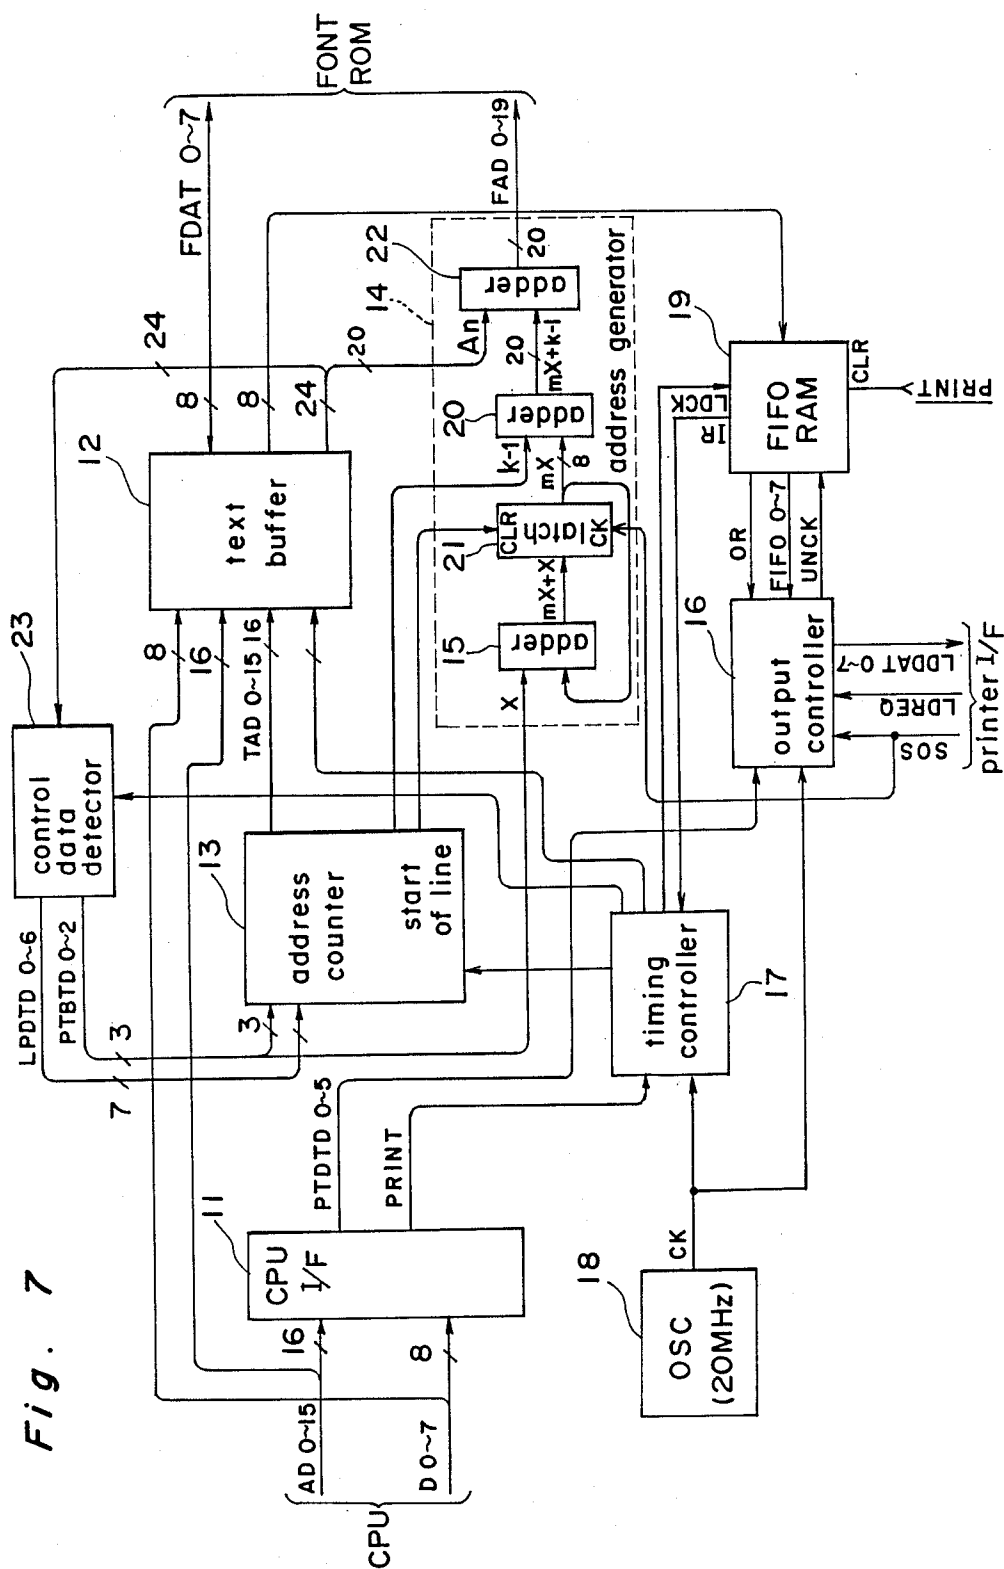 Fig. 7
CPU
AD 0~15
D 0~7
16
8
11
CPU
I/F
PTDTD 0~5
PRINT
18
OSC
(20MHz)
CK
LPDTD 0~6
PTBTD 0~2
7
3
3
23
control
data
detector
13
address
counter
start
of line
17
timing
controller
8
16
TAD 0~15
16
12
text
buffer
8
8
24
24
20
FDAT 0~7
FONT
ROM
FAD 0~19
14
address generator
X
15
adder
mX+X
21
CLR
latch
CK
k-1
mX
8
20
adder
20
mX+k-1
An
22
adder
20
16
output
controller
OR
FIFO 0~7
UNCK
19
FIFO
RAM
IR
LDCK
CLR
PRINT
SOS
LDREQ
LDDAT 0~7
printer I/F